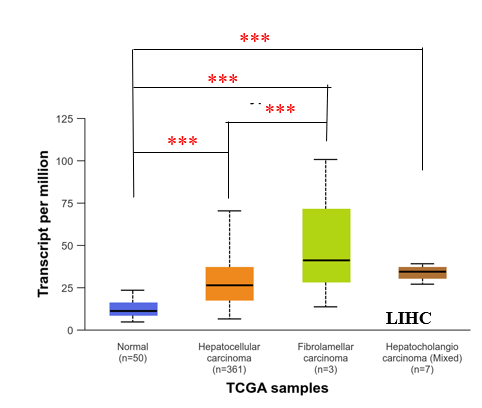 ***
***
***
***
125
100
75
50
25
0
Transcript per million
LIHC
Normal
(n=50)
Hepatocellular
carcinoma
(n=361)
Fibrolamellar
carcinoma
(n=3)
Hepatocholangio
carcinoma (Mixed)
(n=7)
TCGA samples